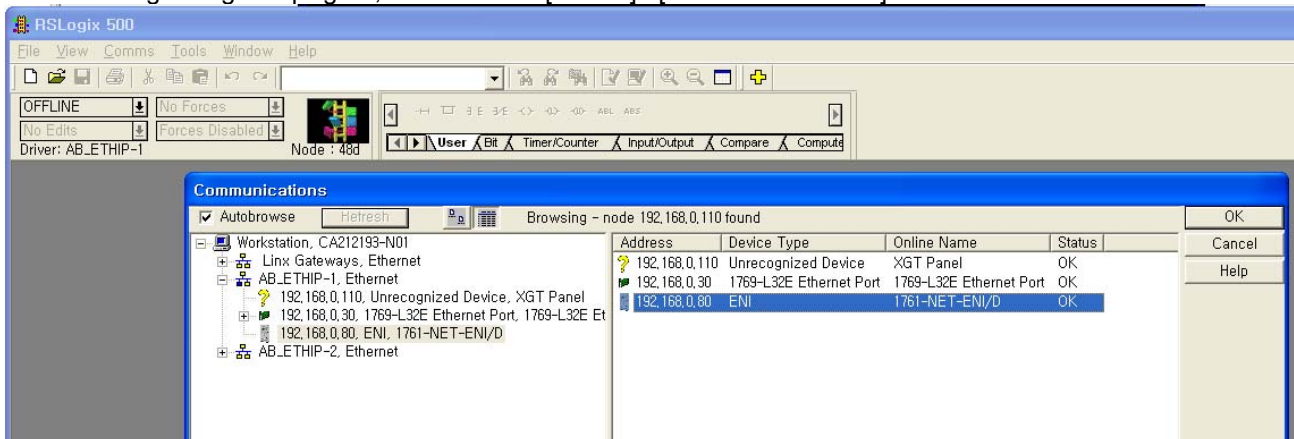 RSLogix 500
File View Comms Tools Window Help
OFFLINE No Forces
No Edits Forces Disabled
Driver: AB_ETHIP-1 Node : 48d
ABL ABS
User Bit Timer/Counter Input/Output Compare Compute
Communications
Autobrowse Refresh Browsing - node 192,168,0,110 found OK
Workstation, CA212193-N01 Address Device Type Online Name Status Cancel
Linx Gateways, Ethernet 192,168,0,110 Unrecognized Device XGT Panel OK Help
AB_ETHIP-1, Ethernet 192,168,0,30 1769-L32E Ethernet Port 1769-L32E Ethernet Port OK
192,168,0,110, Unrecognized Device, XGT Panel 192,168,0,80 ENI 1761-NET-ENI/D OK
192,168,0,30, 1769-L32E Ethernet Port, 1769-L32E Et
192,168,0,80, ENI, 1761-NET-ENI/D
AB_ETHIP-2, Ethernet